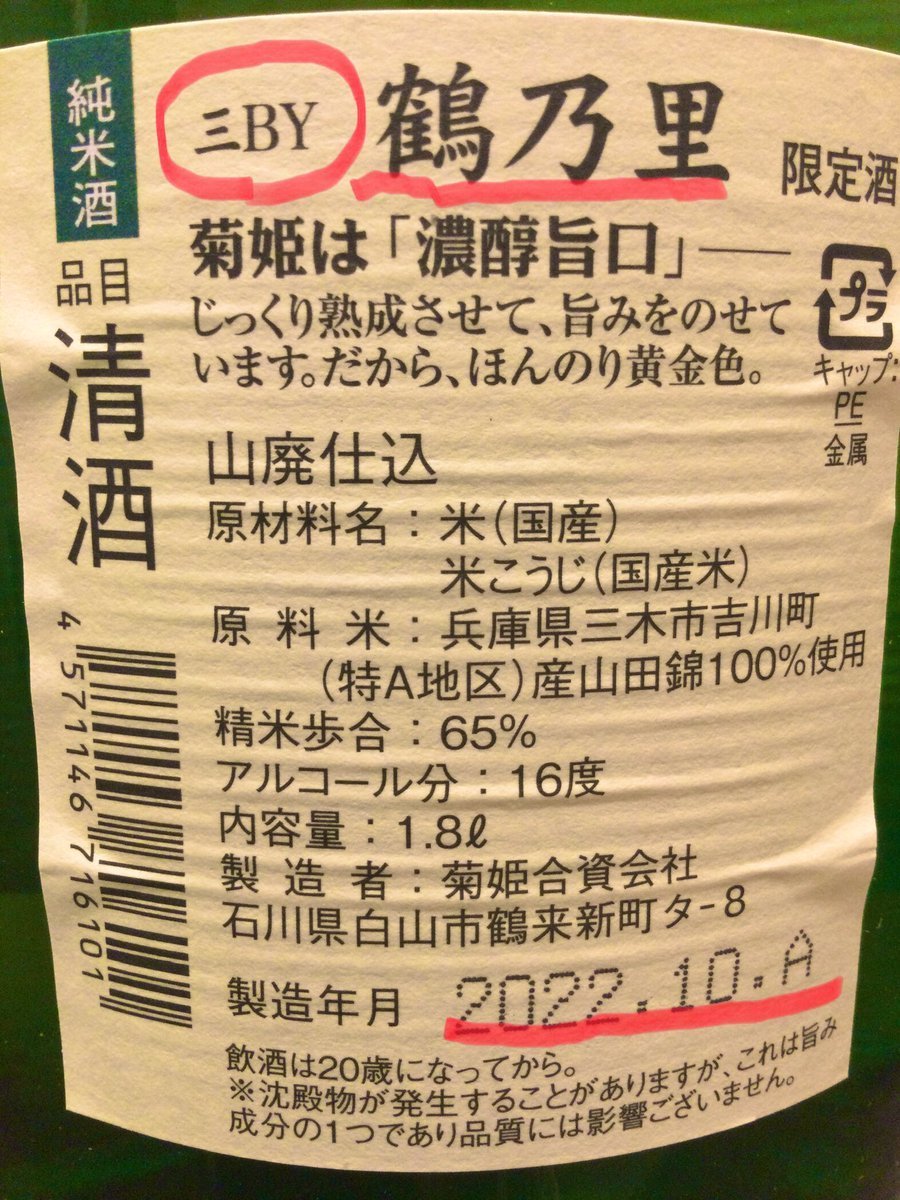 純米酒
品目
清酒
4 571146 716101
三BY 鶴乃里
限定酒
菊姫は「濃醇旨口」──
じっくり熟成させて、旨みをのせて
います。だから、ほんのり黄金色。
プラ
キャップ:
PE
金属
山廃仕込
原材料名：米（国産）
米こうじ（国産米）
原料米：兵庫県三木市吉川町
（特A地区）産山田錦100%使用
精米歩合：65%
アルコール分：16度
内容量：1.8ℓ
製造者：菊姫合資会社
石川県白山市鶴来新町タ-8
製造年月 2022.10.A
飲酒は20歳になってから。
※沈殿物が発生することがありますが、これは旨み
成分の1つであり品質には影響ございません。